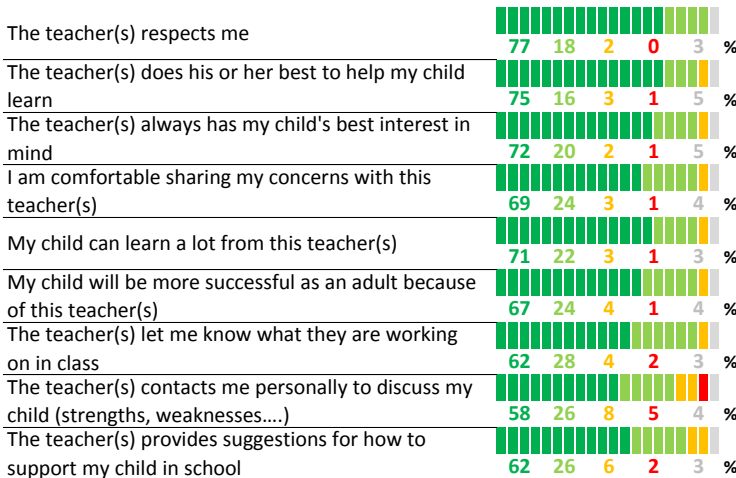 The teacher(s) respects me
77 18 2 0 3 %
The teacher(s) does his or her best to help my child
learn
75 16 3 1 5 %
The teacher(s) always has my child's best interest in
mind
72 20 2 1 5 %
I am comfortable sharing my concerns with this
teacher(s)
69 24 3 1 4 %
My child can learn a lot from this teacher(s)
71 22 3 1 3 %
My child will be more successful as an adult because
of this teacher(s)
67 24 4 1 4 %
The teacher(s) let me know what they are working
on in class
62 28 4 2 3 %
The teacher(s) contacts me personally to discuss my
child (strengths, weaknesses....)
58 26 8 5 4 %
The teacher(s) provides suggestions for how to
support my child in school
62 26 6 2 3 %